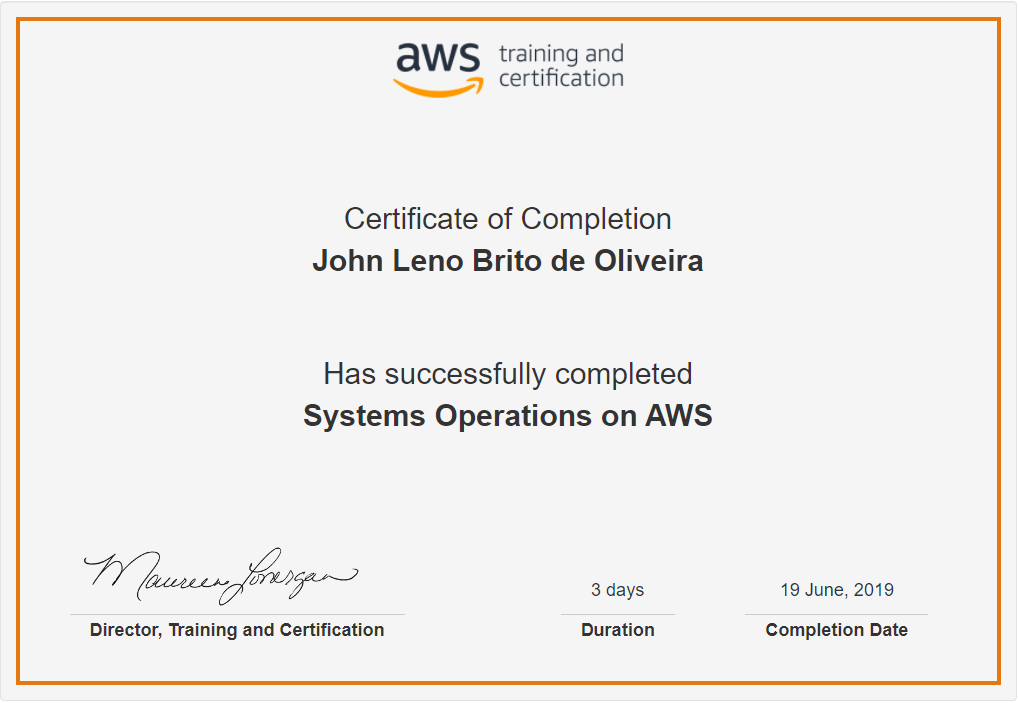 aws training and
certification
Certificate of Completion
John Leno Brito de Oliveira
Has successfully completed
Systems Operations on AWS
Maureen Lonergan
3 days
19 June, 2019
Director, Training and Certification
Duration
Completion Date